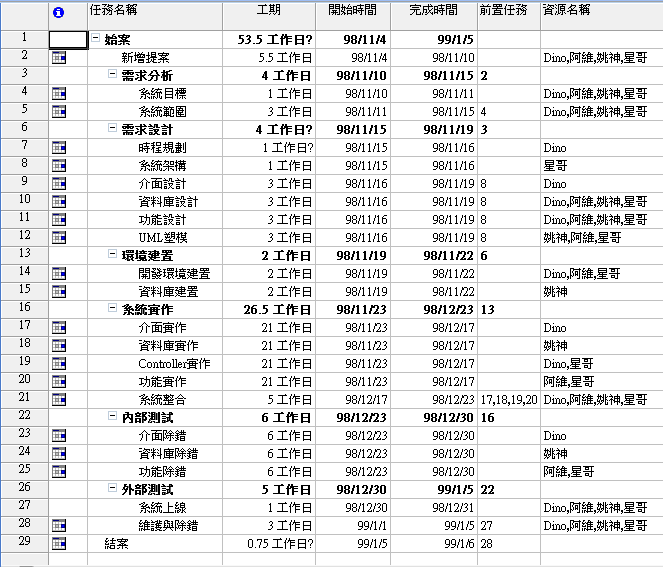 任務名稱 工期 開始時間 完成時間 前置任務 資源名稱
1 始案 53.5 工作日? 98/11/4 99/1/5
2 新增提案 5.5 工作日 98/11/4 98/11/10 Dino,阿維,姚神,星哥
3 需求分析 4 工作日 98/11/10 98/11/15 2
4 系統目標 1 工作日 98/11/10 98/11/11 Dino,阿維,姚神,星哥
5 系統範圍 3 工作日 98/11/11 98/11/15 4 Dino,阿維,姚神,星哥
6 需求設計 4 工作日? 98/11/15 98/11/19 3
7 時程規劃 1 工作日? 98/11/15 98/11/16 Dino
8 系統架構 1 工作日 98/11/15 98/11/16 星哥
9 介面設計 3 工作日 98/11/16 98/11/19 8 Dino
10 資料庫設計 3 工作日 98/11/16 98/11/19 8 Dino,阿維,姚神,星哥
11 功能設計 3 工作日 98/11/16 98/11/19 8 Dino,阿維,姚神,星哥
12 UML塑模 3 工作日 98/11/16 98/11/19 8 姚神,阿維,星哥
13 環境建置 2 工作日 98/11/19 98/11/22 6
14 開發環境建置 2 工作日 98/11/19 98/11/22 Dino,阿維,星哥
15 資料庫建置 2 工作日 98/11/19 98/11/22 姚神
16 系統實作 26.5 工作日 98/11/23 98/12/23 13
17 介面實作 21 工作日 98/11/23 98/12/17 Dino
18 資料庫實作 21 工作日 98/11/23 98/12/17 姚神
19 Controller實作 21 工作日 98/11/23 98/12/17 Dino,星哥
20 功能實作 21 工作日 98/11/23 98/12/17 阿維,星哥
21 系統整合 5 工作日 98/12/17 98/12/23 17,18,19,20 Dino,阿維,姚神,星哥
22 內部測試 6 工作日 98/12/23 98/12/30 16
23 介面除錯 6 工作日 98/12/23 98/12/30 Dino
24 資料庫除錯 6 工作日 98/12/23 98/12/30 姚神
25 功能除錯 6 工作日 98/12/23 98/12/30 阿維,星哥
26 外部測試 5 工作日 98/12/30 99/1/5 22
27 系統上線 1 工作日 98/12/30 98/12/31 Dino,阿維,姚神,星哥
28 維護與除錯 3 工作日 99/1/1 99/1/5 27 Dino,阿維,姚神,星哥
29 結案 0.75 工作日? 99/1/5 99/1/6 28